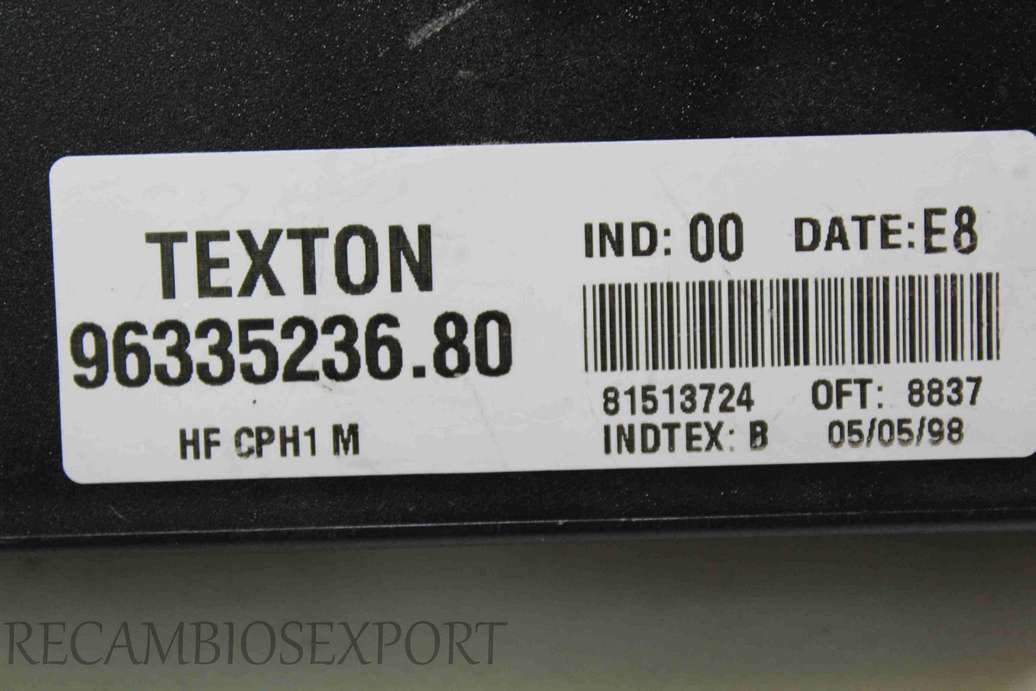 TEXTON
96335236.80
HF CPH1 M
IND: 00 DATE: E8
81513724 OFT: 8837
INDTEX: B 05/05/98
RECAMBIOSEXPORT